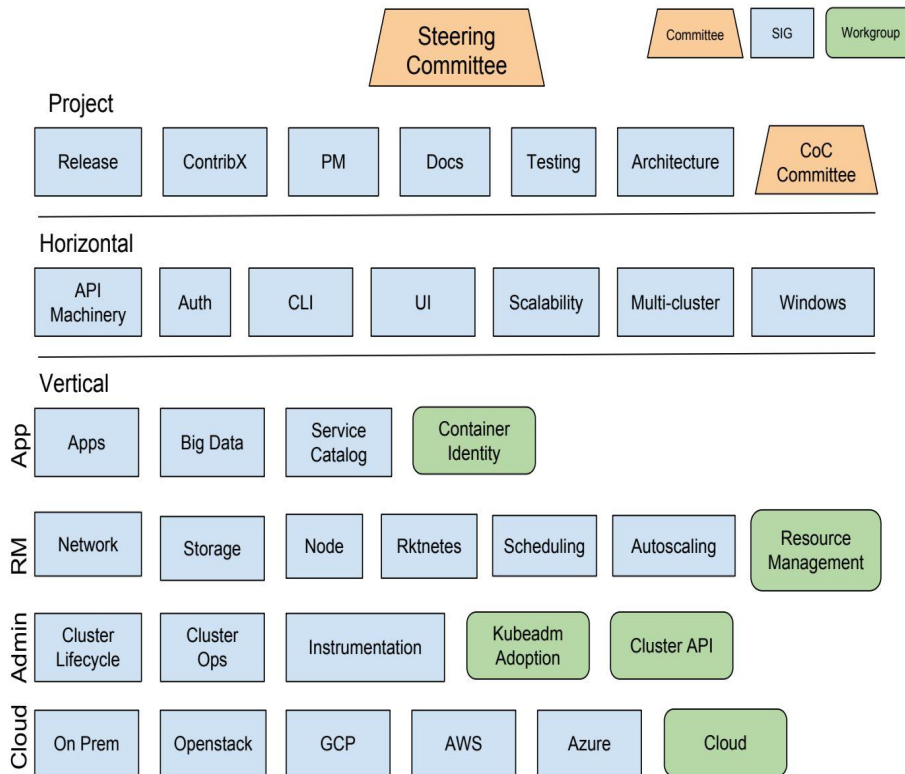 Steering
Committee
Committee
SIG
Workgroup
Project
Release
ContribX
PM
Docs
Testing
Architecture
CoC
Committee
Horizontal
API
Machinery
Auth
CLI
UI
Scalability
Multi-cluster
Windows
Vertical
App
Apps
Big Data
Service
Catalog
Container
Identity
RM
Network
Storage
Node
Rktnetes
Scheduling
Autoscaling
Resource
Management
Admin
Cluster
Lifecycle
Cluster
Ops
Instrumentation
Kubeadm
Adoption
Cluster API
Cloud
On Prem
Openstack
GCP
AWS
Azure
Cloud